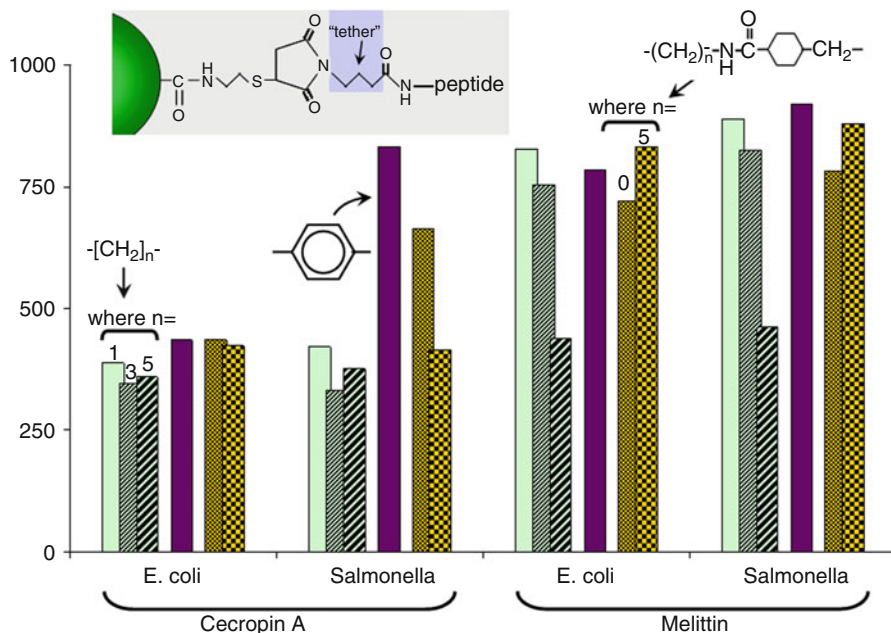 1000
750
500
250
0
"tether"
O
O
C
O
N
H
S
N
O
O
N
H
peptide
-(CH₂)n-N
H
O
C
CH₂-
where n=
0
5
-[CH₂]n-
where n=
1
3
5
E. coli
Salmonella
E. coli
Salmonella
Cecropin A
Melittin